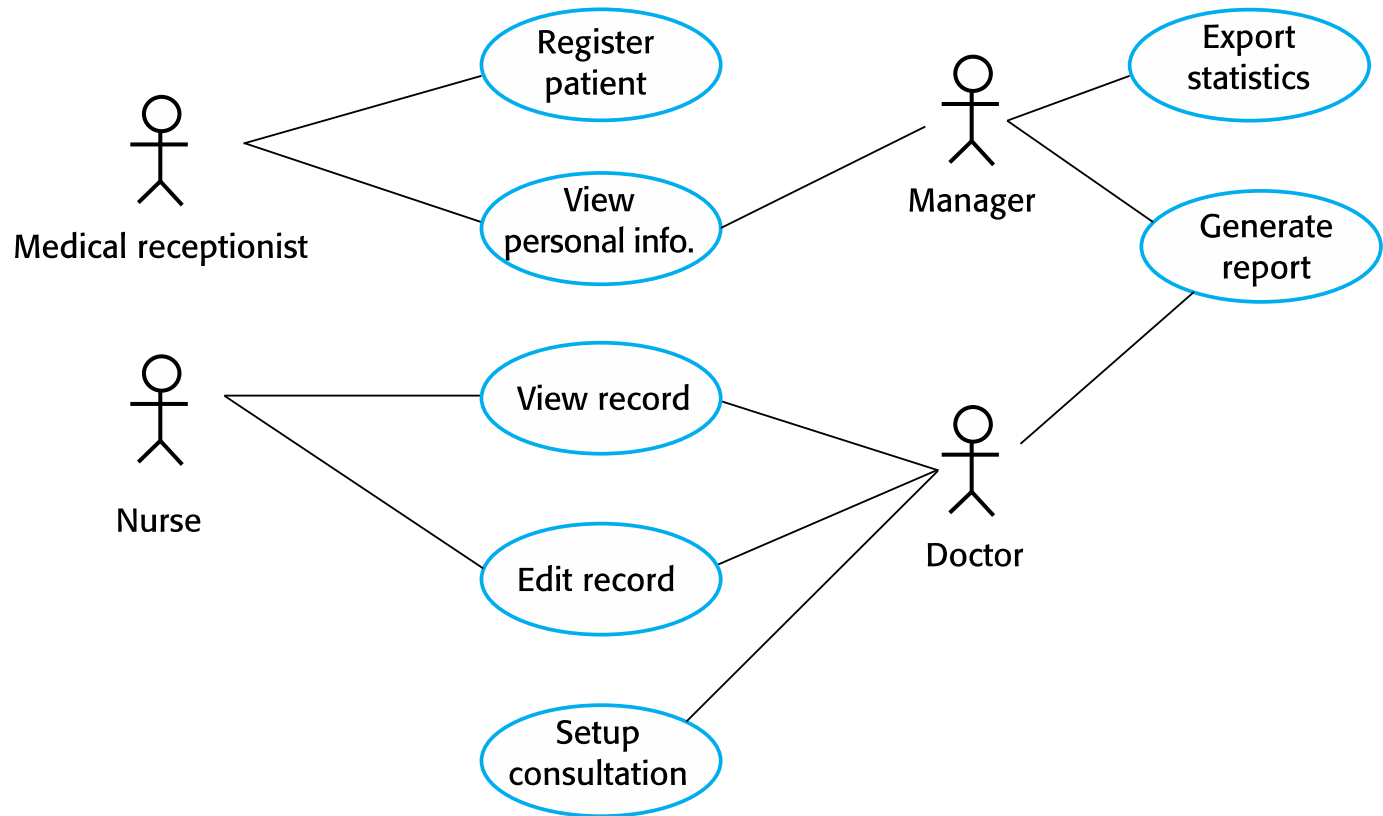 Register
patient
Export
statistics
Medical receptionist
View
personal info.
Manager
Generate
report
Nurse
View record
Edit record
Doctor
Setup
consultation